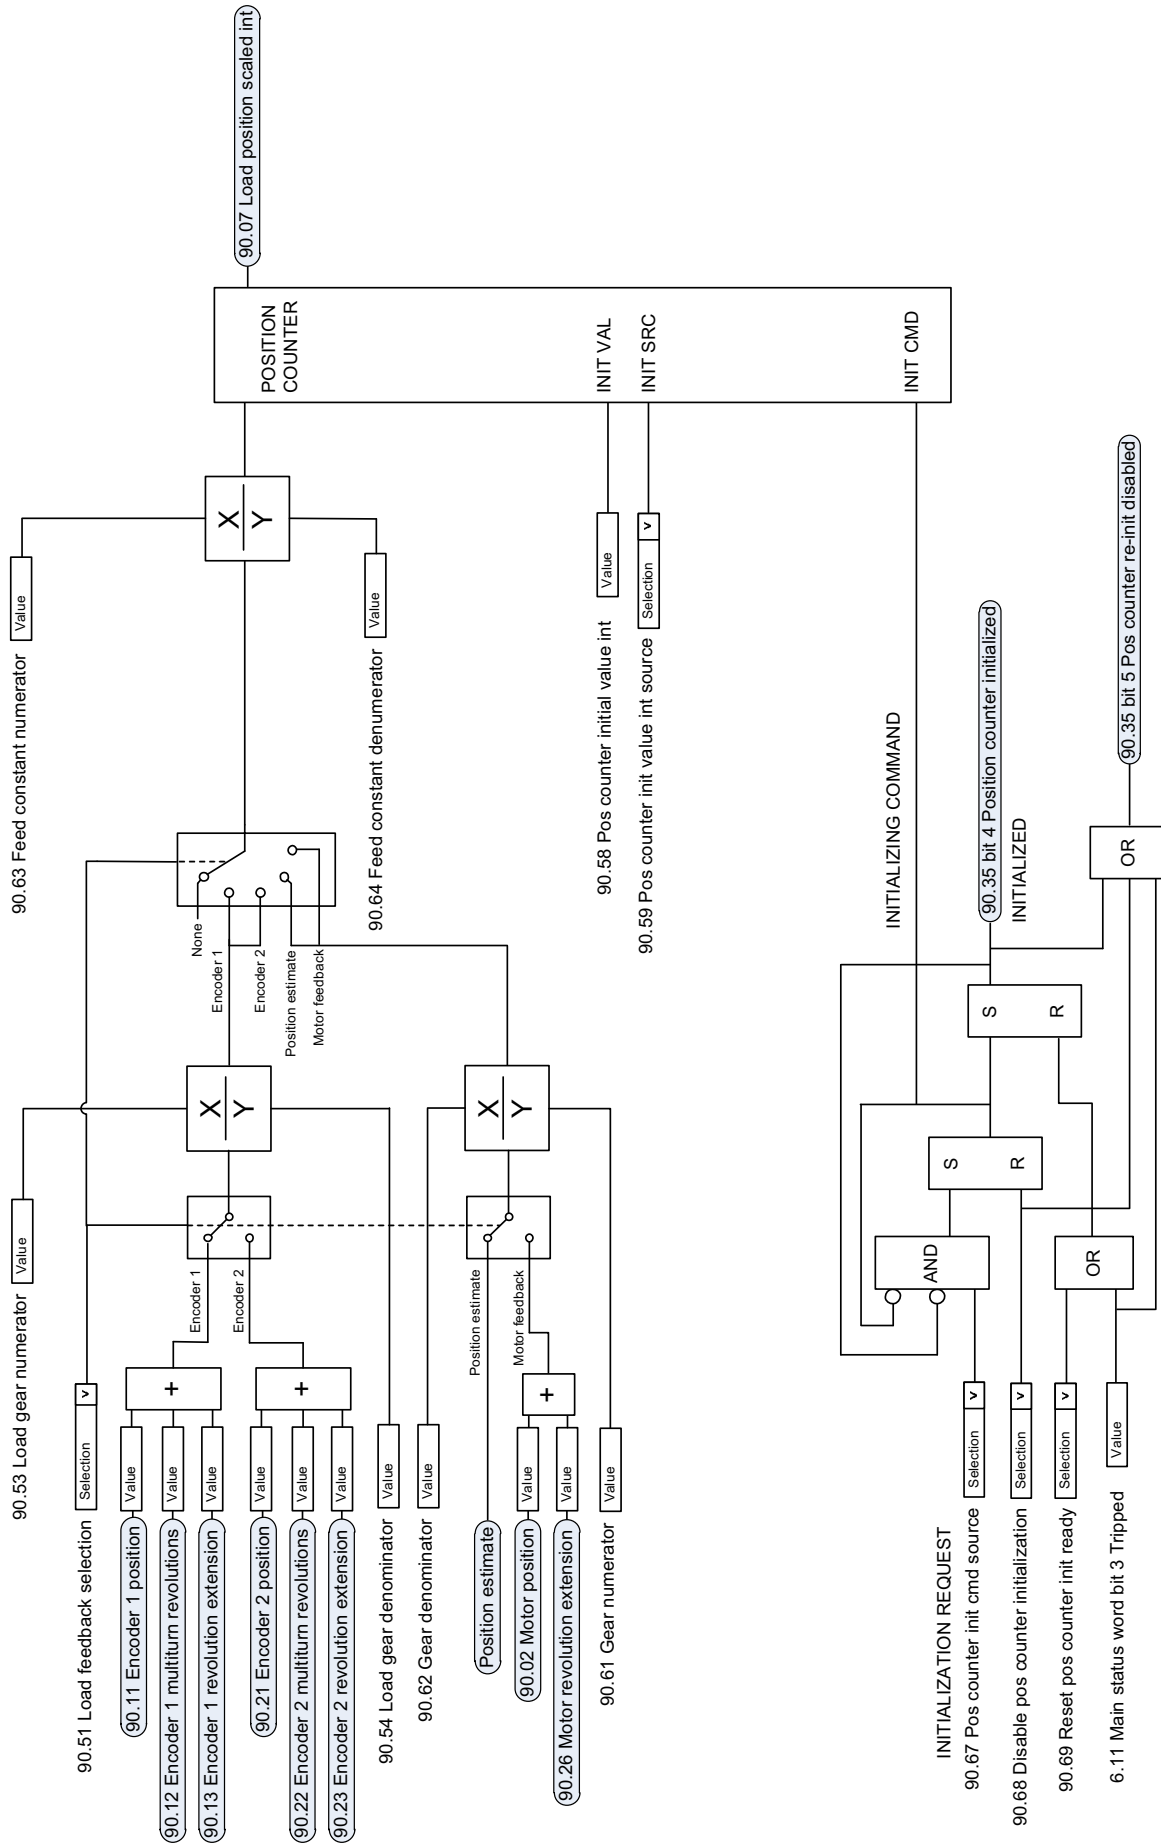 90.53 Load gear numerator
Value
90.63 Feed constant numerator
Value
90.51 Load feedback selection
Selection
v
90.11 Encoder 1 position
Value
90.12 Encoder 1 multiturn revolutions
Value
90.13 Encoder 1 revolution extension
Value
+
Encoder 1
90.21 Encoder 2 position
Value
90.22 Encoder 2 multiturn revolutions
Value
90.23 Encoder 2 revolution extension
Value
+
Encoder 2
X
Y
90.54 Load gear denominator
Value
None
Encoder 1
Encoder 2
Position estimate
Motor feedback
X
Y
90.64 Feed constant denumerator
Value
POSITION
COUNTER
90.07 Load position scaled int
90.62 Gear denominator
Value
Position estimate
Position estimate
90.02 Motor position
Value
90.26 Motor revolution extension
Value
+
Motor feedback
X
Y
90.61 Gear numerator
Value
90.58 Pos counter initial value int
Value
INIT VAL
90.59 Pos counter init value int source
Selection
v
INIT SRC
INITIALIZING COMMAND
INIT CMD
INITIALIZATION REQUEST
90.67 Pos counter init cmd source
Selection
v
AND
90.68 Disable pos counter initialization
Selection
v
S
R
90.69 Reset pos counter init ready
Selection
v
6.11 Main status word bit 3 Tripped
Value
OR
S
R
90.35 bit 4 Position counter initialized
INITIALIZED
OR
90.35 bit 5 Pos counter re-init disabled